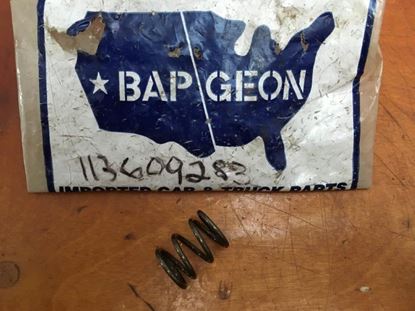 BAP GEON
113609283
IMPORTED CAR & TRUCK PARTS